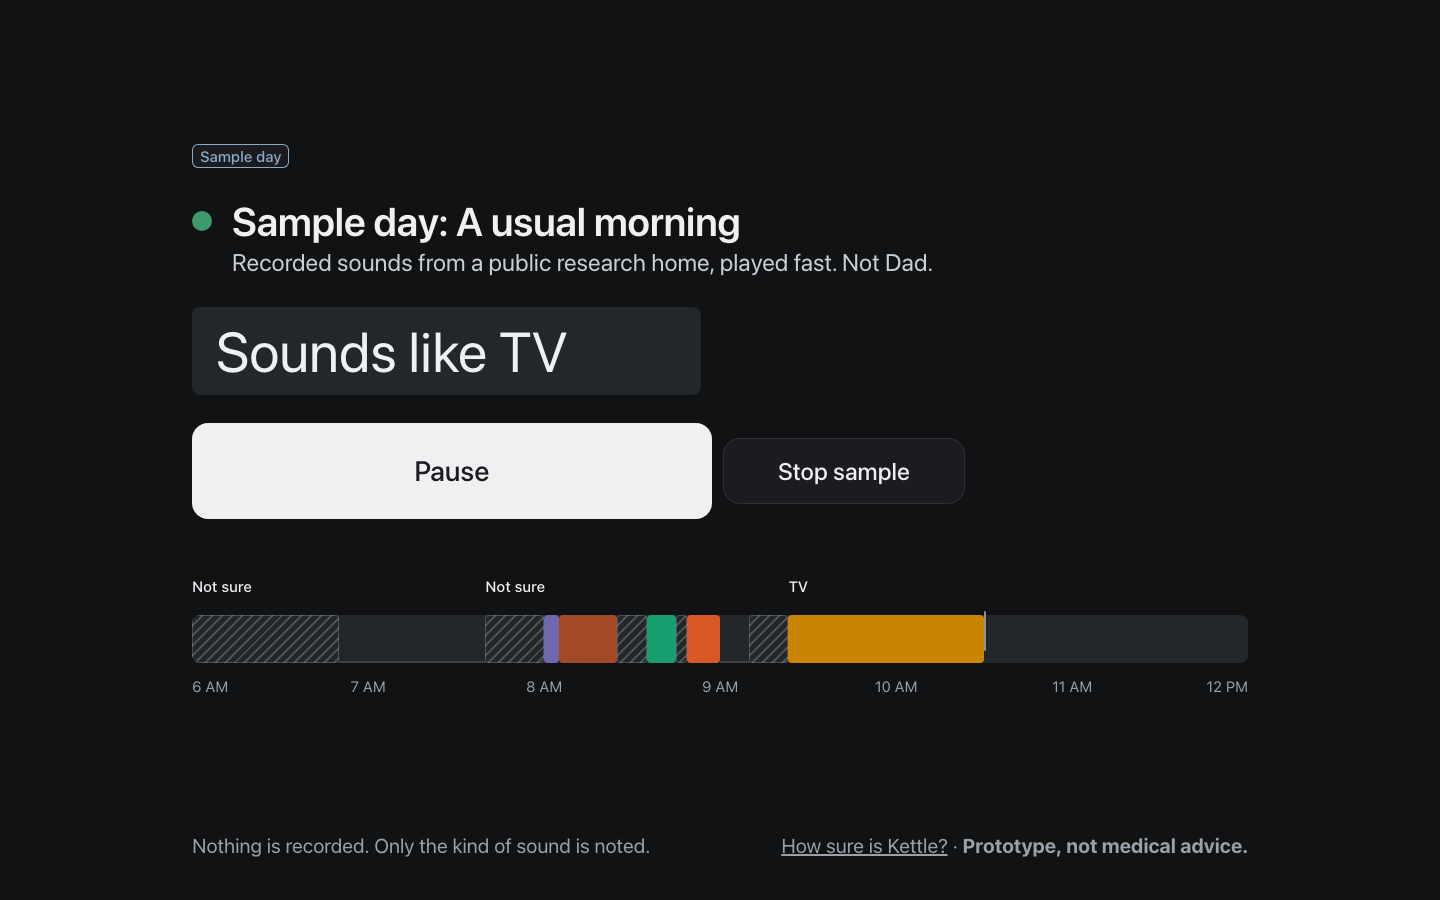 Sample day
Sample day: A usual morning
Recorded sounds from a public research home, played fast. Not Dad.
Sounds like TV
Pause
Stop sample
Not sure
Not sure
TV
6 AM
7 AM
8 AM
9 AM
10 AM
11 AM
12 PM
Nothing is recorded. Only the kind of sound is noted.
How sure is Kettle? · Prototype, not medical advice.